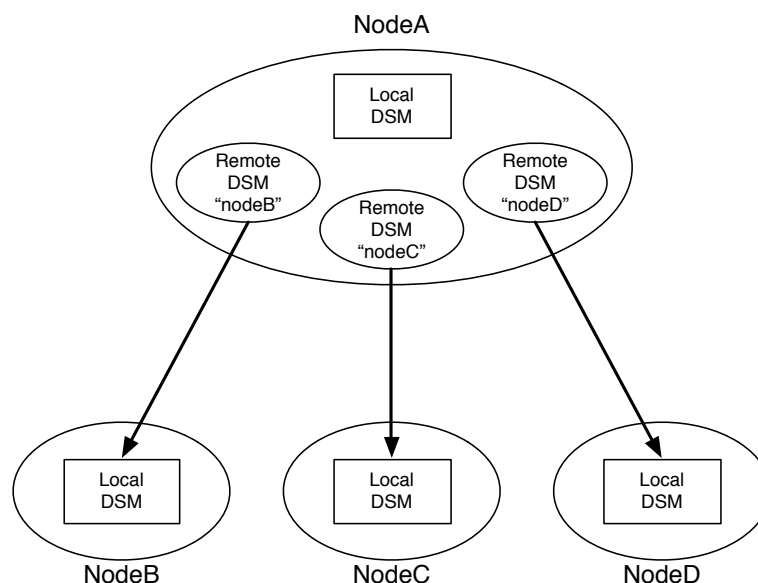 NodeA
Local
DSM
Remote
DSM
“nodeB”
Remote
DSM
“nodeC”
Remote
DSM
“nodeD”
Local
DSM
NodeB
Local
DSM
NodeC
Local
DSM
NodeD